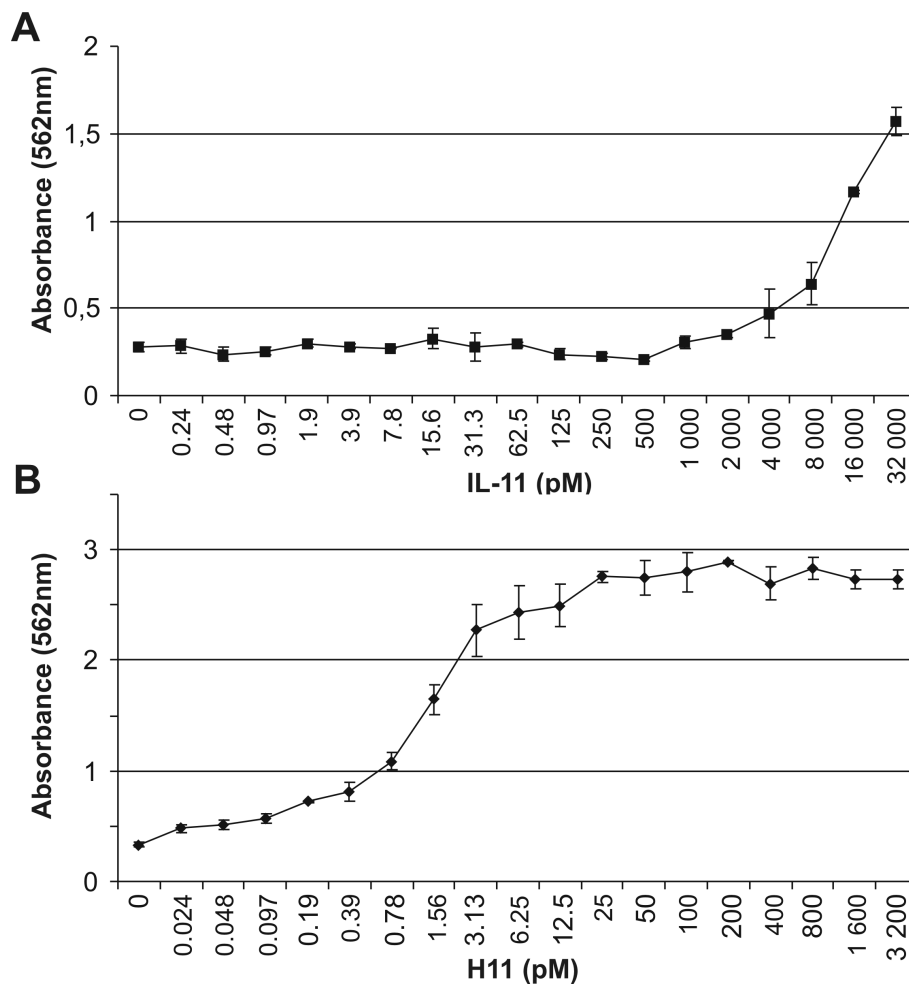 A
2
1,5
1
0,5
0
Absorbance (562nm)
0 0.24 0.48 0.97 1.9 3.9 7.8 15.6 31.3 62.5 125 250 500 1 000 2 000 4 000 8 000 16 000 32 000
IL-11 (pM)
B
3
2
1
0
Absorbance (562nm)
0 0.024 0.048 0.097 0.19 0.39 0.78 1.56 3.13 6.25 12.5 25 50 100 200 400 800 1 600 3 200
H11 (pM)